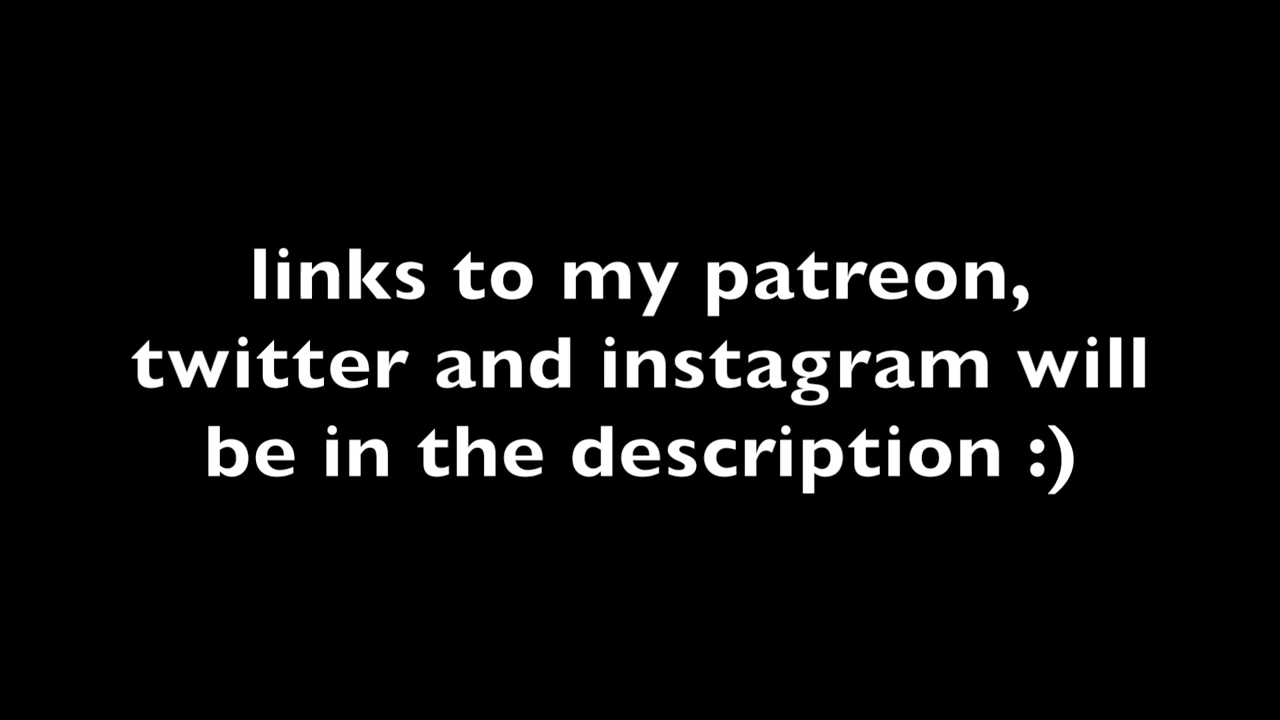 links to my patreon,
twitter and instagram will
be in the description :)